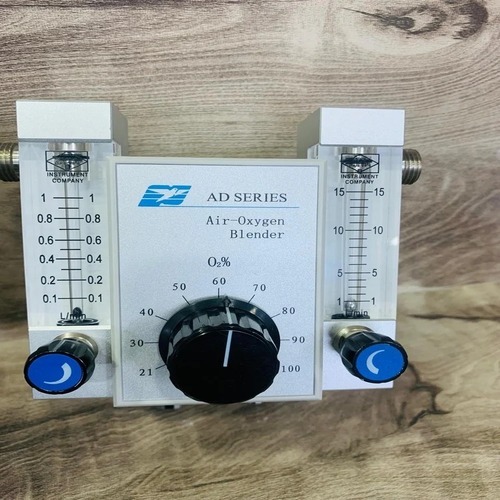 INSTRUMENT
COMPANY
1 1
0.8 0.8
0.6 0.6
0.4 0.4
0.2 0.2
0.1 0.1
L/min
AD SERIES
Air-Oxygen
Blender
O₂%
21
30
40
50
60
70
80
90
100
INSTRUMENT
COMPANY
15 15
10 10
5 5
1 1
L/min